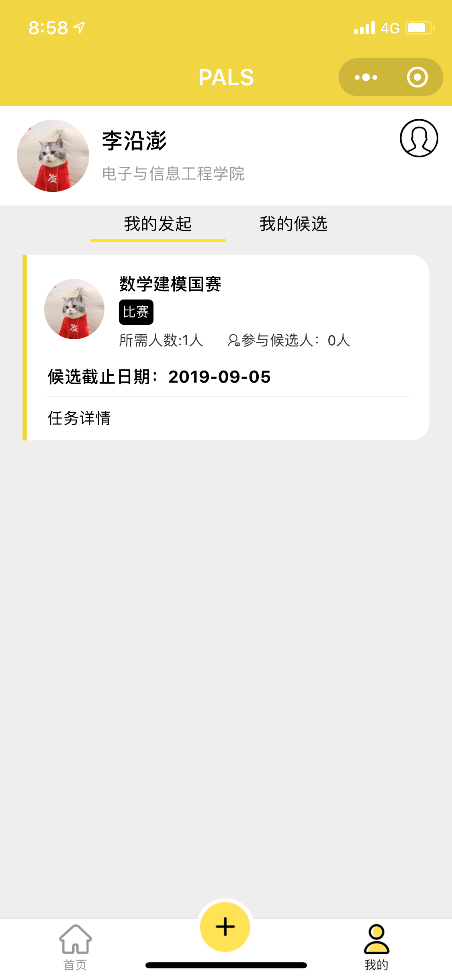 8:58
4G
PALS
李沿澎
电子与信息工程学院
我的发起 我的候选
发
数学建模国赛
比赛
发
所需人数:1人 参与候选人：0人
候选截止日期：2019-09-05
任务详情
首页
我的